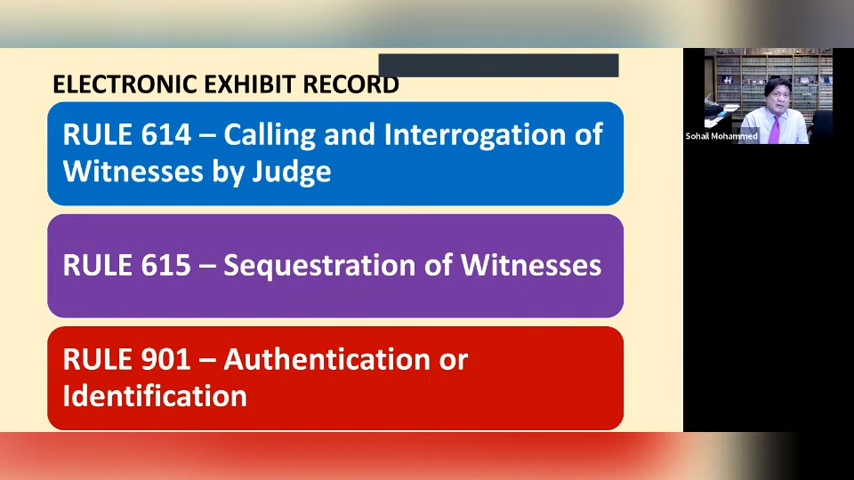 ELECTRONIC EXHIBIT RECORD
RULE 614 – Calling and Interrogation of
Witnesses by Judge
RULE 615 – Sequestration of Witnesses
RULE 901 – Authentication or
Identification
Sohail Mohammed